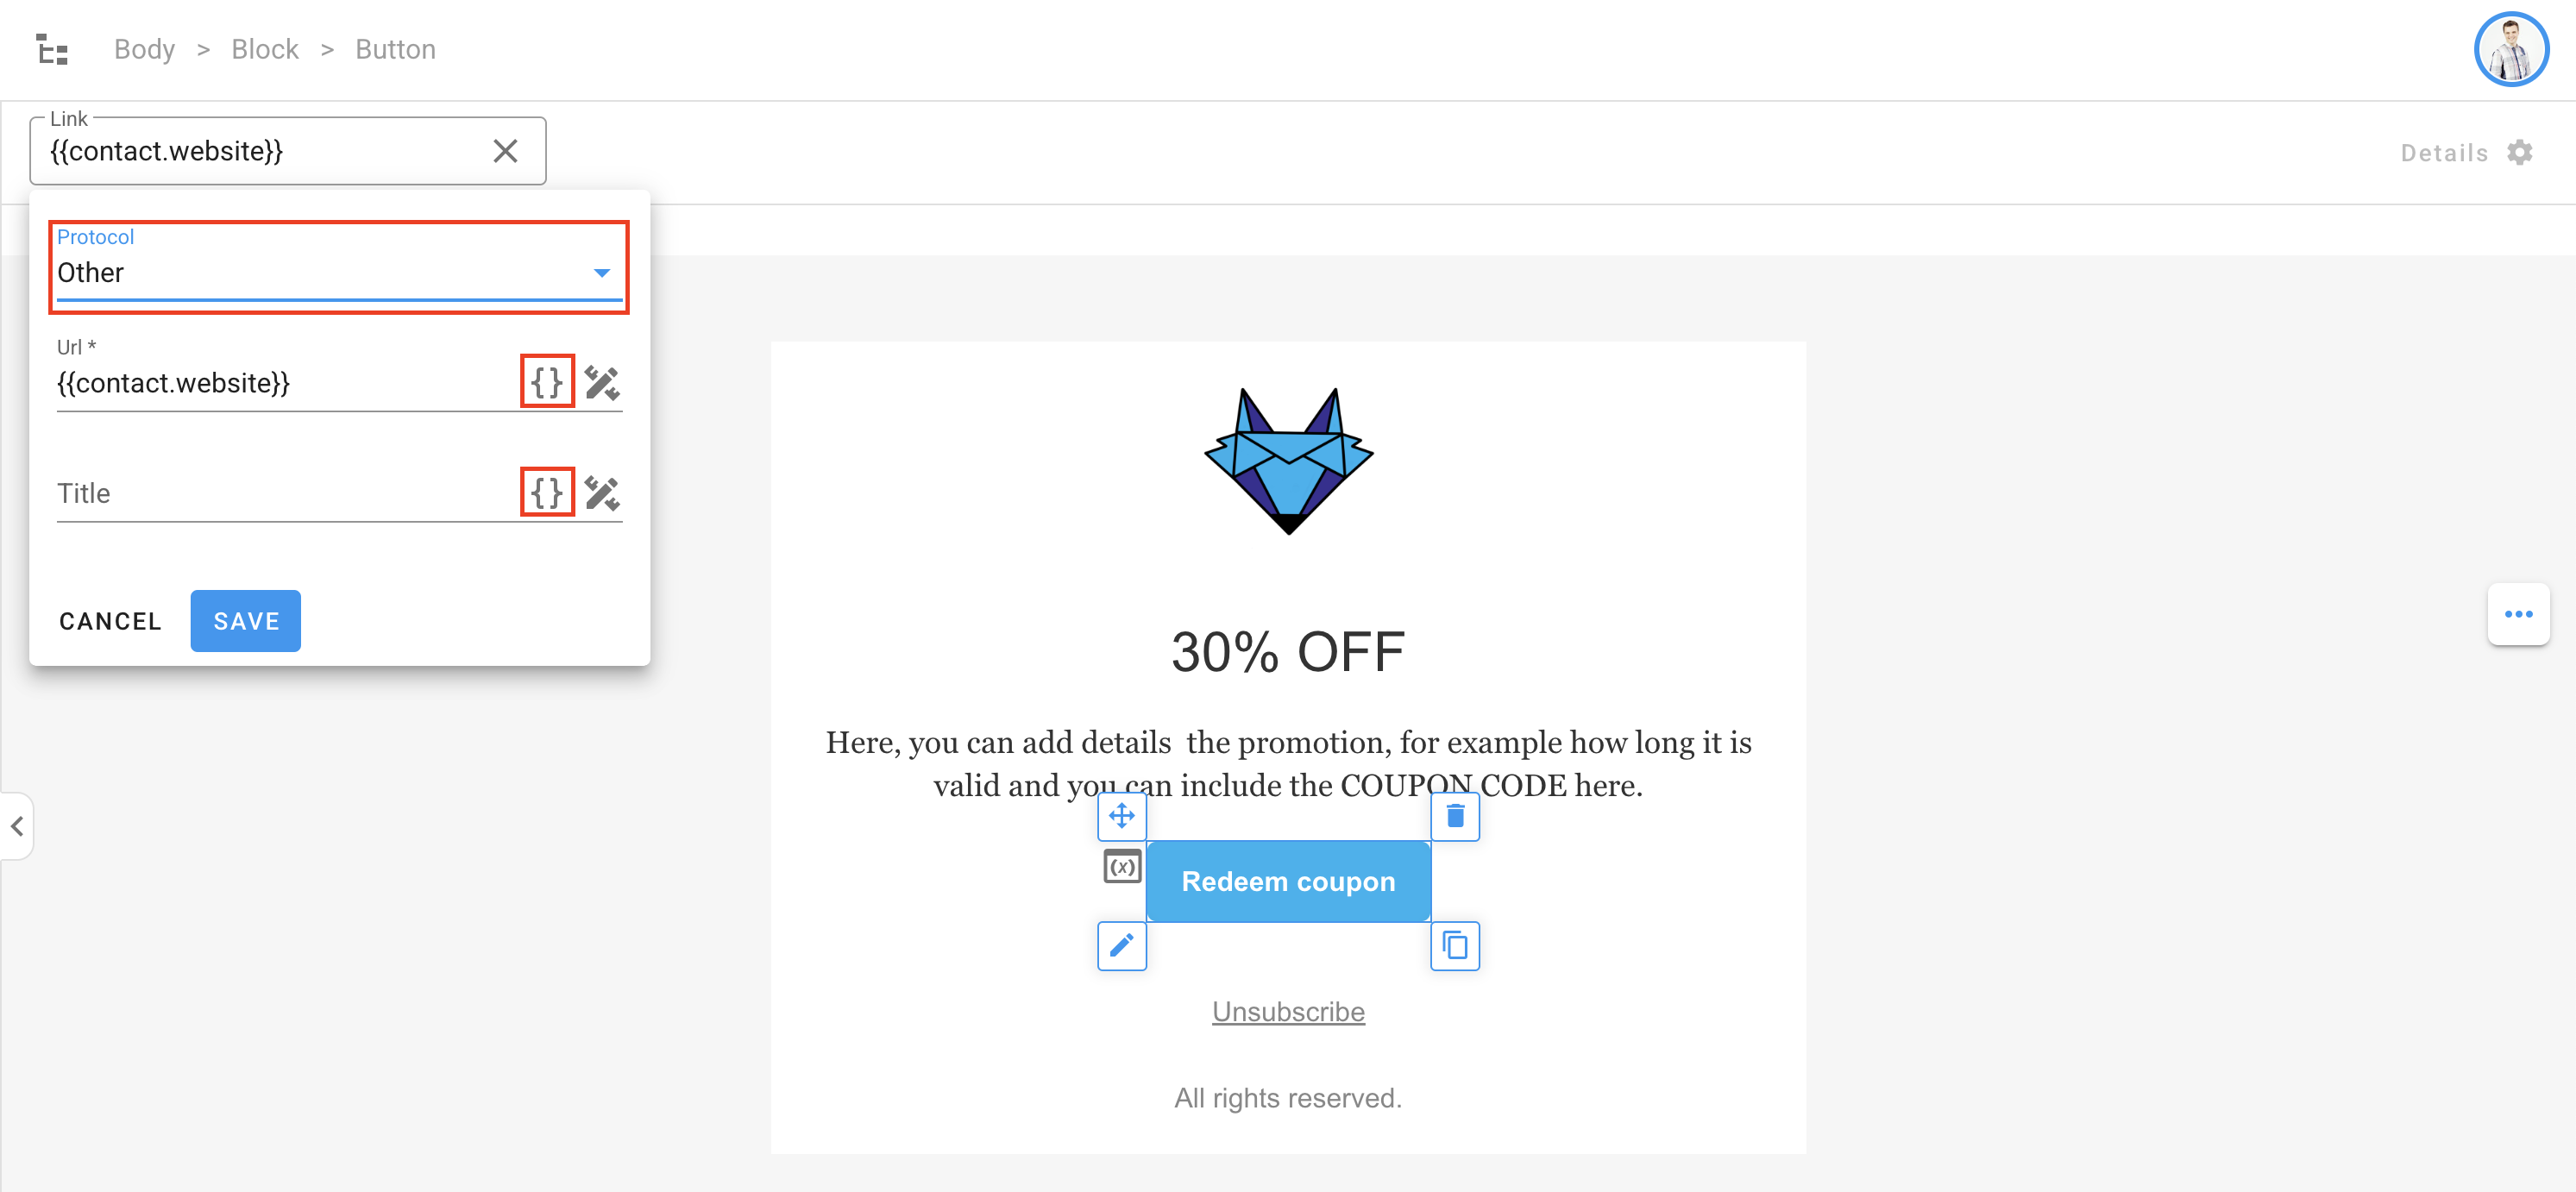 Body > Block > Button
Link
{{contact.website}}
Details
Protocol
Other
Url *
{{contact.website}}
{}
Title
{}
CANCEL
SAVE
30% OFF
Here, you can add details  the promotion, for example how long it is
valid and you can include the COUPON CODE here.
(x)
Redeem coupon
Unsubscribe
All rights reserved.